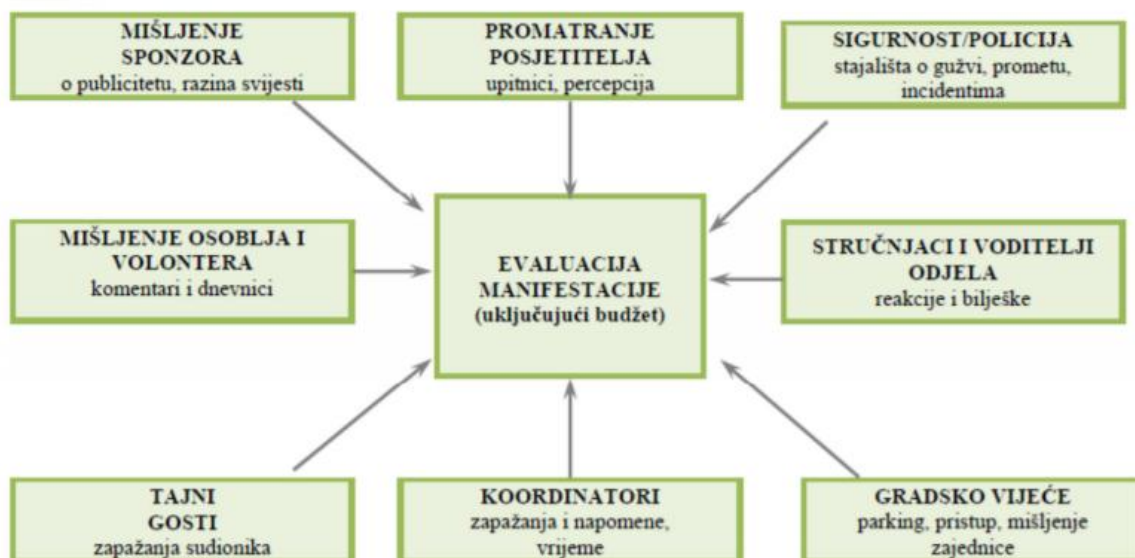 MIŠLJENJE
SPONZORA
o publicitetu, razina svijesti
PROMATRANJE
POSJETITELJA
upitnici, percepcija
SIGURNOST/POLICIJA
stajališta o gužvi, prometu,
incidentima
MIŠLJENJE OSOBLJA I
VOLONTERA
komentari i dnevnici
EVALUACIJA
MANIFESTACIJE
(uključujući budžet)
STRUČNJACI I VODITELJI
ODJELA
reakcije i bilješke
TAJNI
GOSTI
zapažanja sudionika
KOORDINATORI
zapažanja i napomene,
vrijeme
GRADSKO VIJEĆE
parking, pristup, mišljenje
zajednice